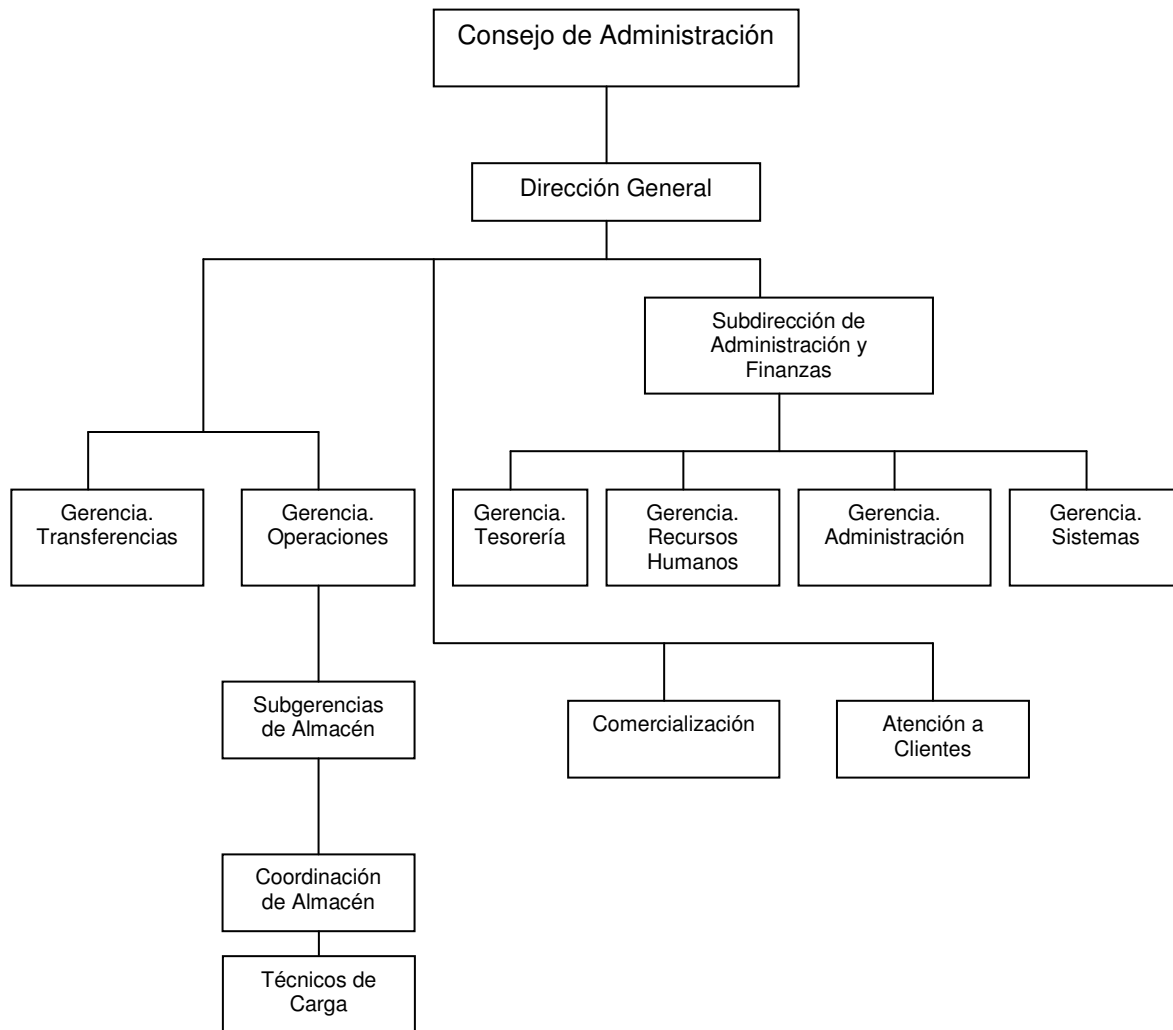 Consejo de Administración
Dirección General
Subdirección de
Administración y
Finanzas
Gerencia.
Transferencias
Gerencia.
Operaciones
Gerencia.
Tesorería
Gerencia.
Recursos
Humanos
Gerencia.
Administración
Gerencia.
Sistemas
Subgerencias
de Almacén
Comercialización
Atención a
Clientes
Coordinación
de Almacén
Técnicos de
Carga